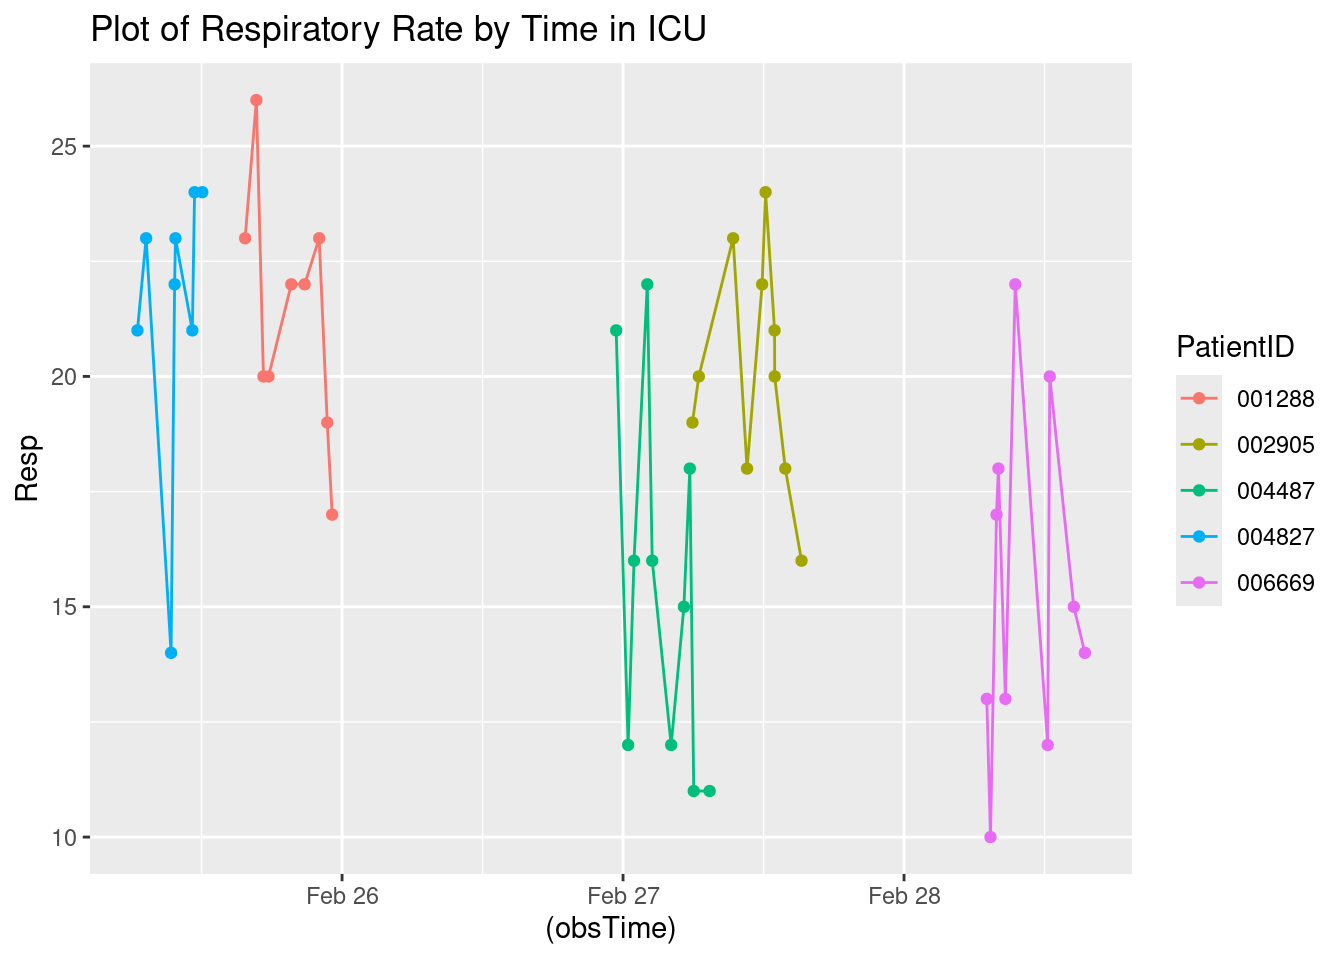 Plot of Respiratory Rate by Time in ICU
25
20
15
10
Resp
Feb 26
Feb 27
Feb 28
(obsTime)
PatientID
001288
002905
004487
004827
006669